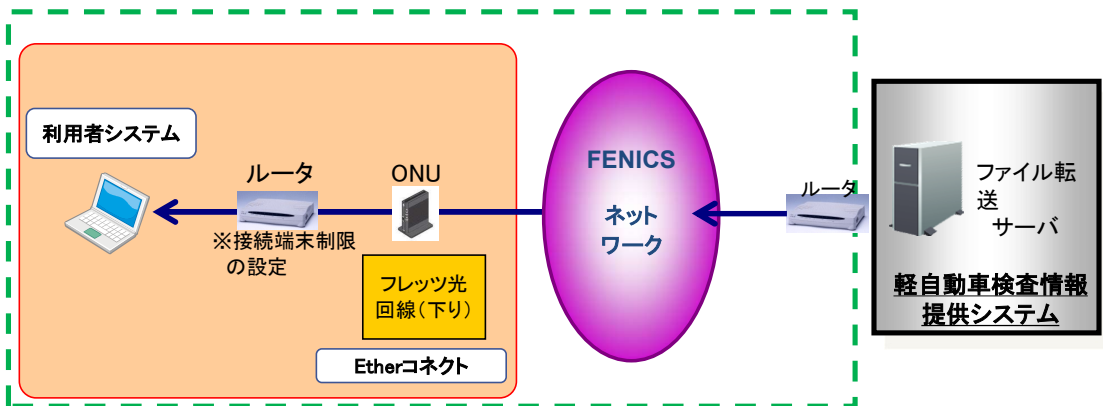 利用者システム
ルータ
ONU
※接続端末制限
の設定
フレッツ光
回線（下り）
Etherコネクト
FENICS
ネット
ワーク
ルータ
ファイル転
送
サーバ
軽自動車検査情報
提供システム